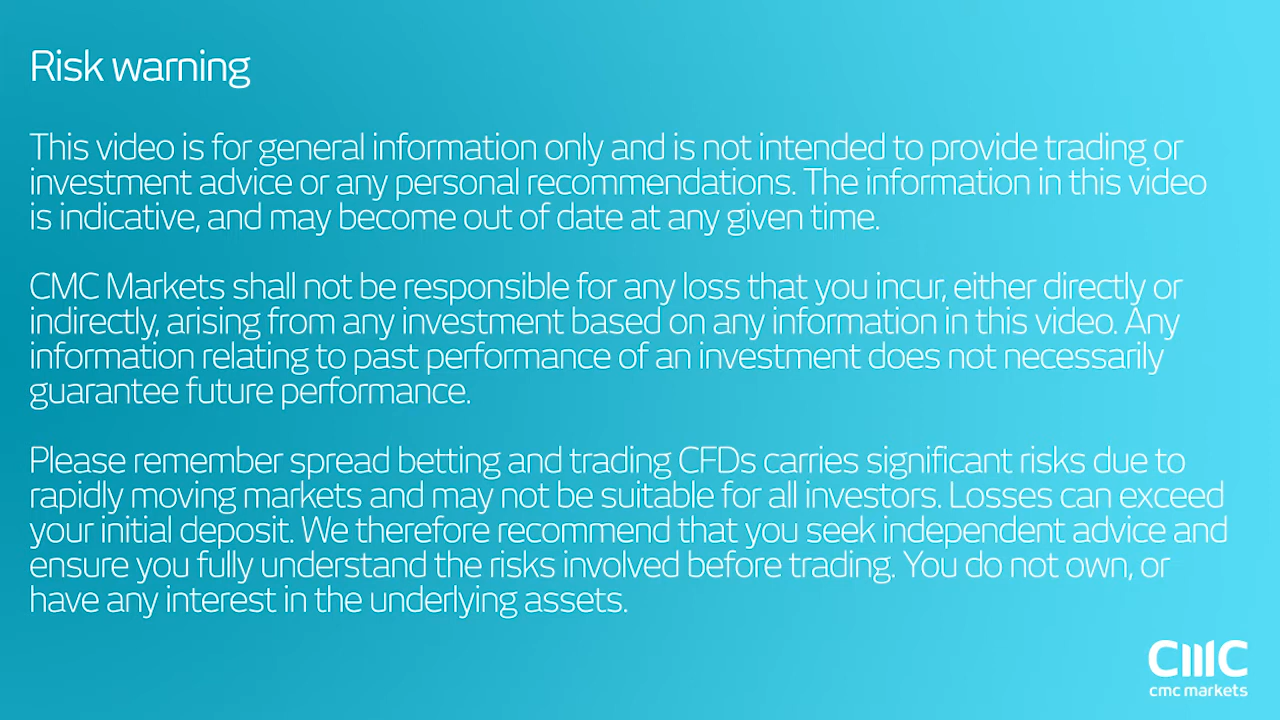 Risk warning
This video is for general information only and is not intended to provide trading or
investment advice or any personal recommendations. The information in this video
is indicative, and may become out of date at any given time.
CMC Markets shall not be responsible for any loss that you incur, either directly or
indirectly, arising from any investment based on any information in this video. Any
information relating to past performance of an investment does not necessarily
guarantee future performance.
Please remember spread betting and trading CFDs carries significant risks due to
rapidly moving markets and may not be suitable for all investors. Losses can exceed
your initial deposit. We therefore recommend that you seek independent advice and
ensure you fully understand the risks involved before trading. You do not own, or
have any interest in the underlying assets.
CMC
cmc markets